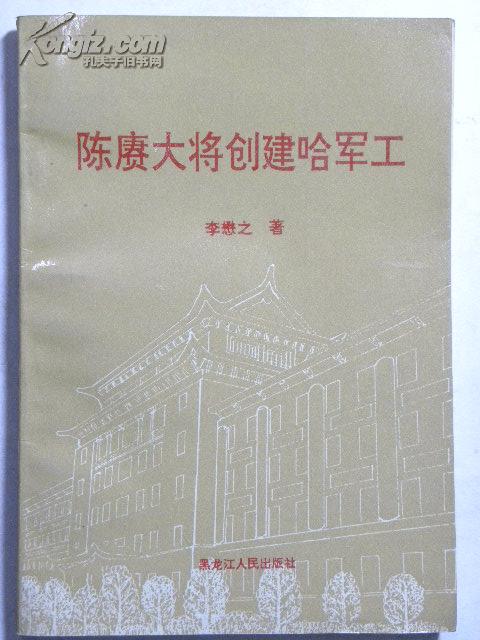 Kongfz.com
孔夫子旧书网
陈赓大将创建哈军工
李懋之 著
黑龙江人民出版社